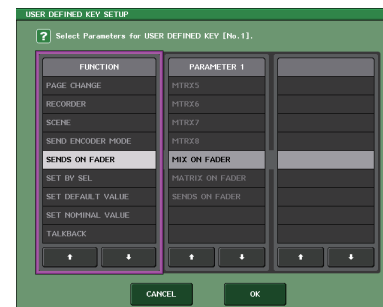 USER DEFINED KEY SETUP
? Select Parameters for USER DEFINED KEY [No.1].
FUNCTION
PAGE CHANGE
RECORDER
SCENE
SEND ENCODER MODE
SENDS ON FADER
SET BY SEL
SET DEFAULT VALUE
SET NOMINAL VALUE
TALKBACK
PARAMETER 1
MTRX5
MTRX6
MTRX7
MTRX8
MIX ON FADER
MATRIX ON FADER
SENDS ON FADER
CANCEL
OK